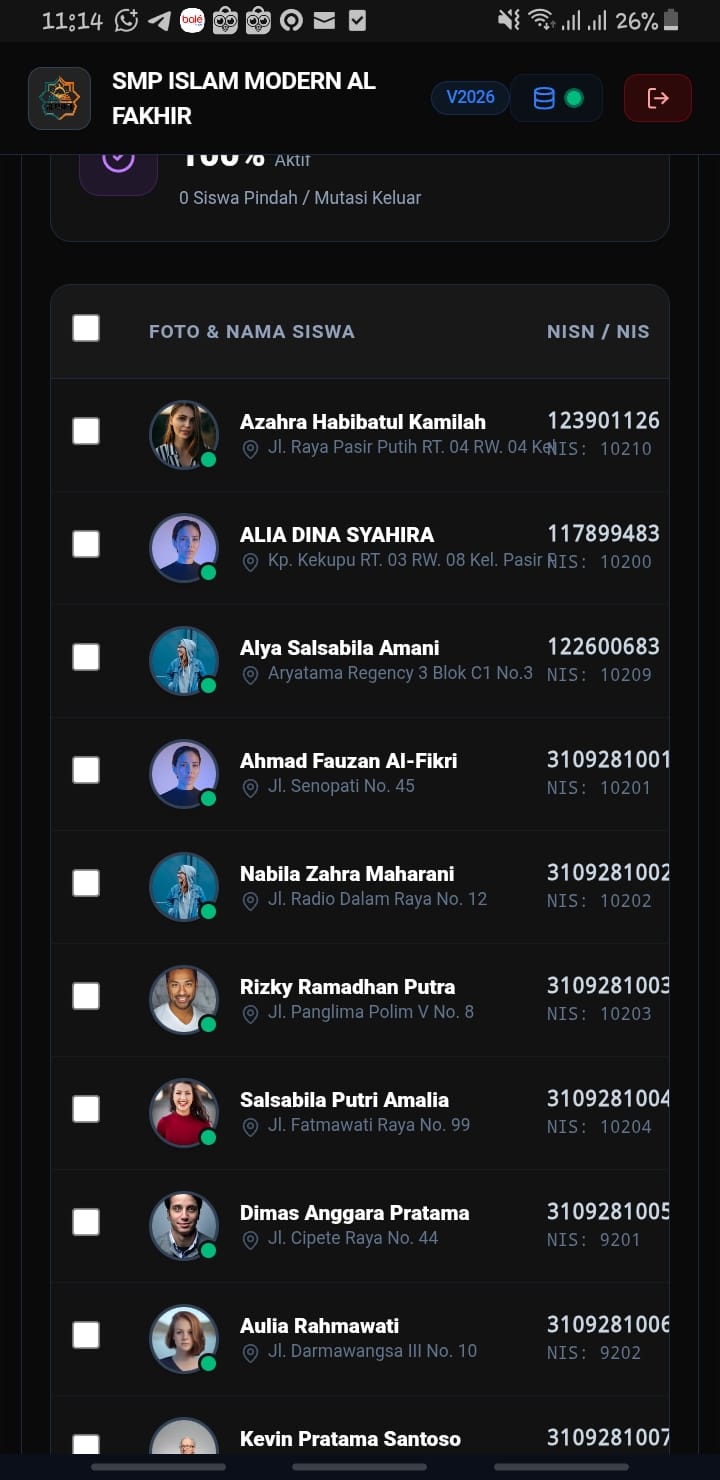 11:14
balé
26%
SMP ISLAM MODERN AL
FAKHIR
V2026
100% Aktif
0 Siswa Pindah / Mutasi Keluar
FOTO & NAMA SISWA
NISN / NIS
Azahra Habibatul Kamilah
123901126
Jl. Raya Pasir Putih RT. 04 RW. 04 Kel
NIS: 10210
ALIA DINA SYAHIRA
117899483
Kp. Kekupu RT. 03 RW. 08 Kel. Pasir
NIS: 10200
Alya Salsabila Amani
122600683
Aryatama Regency 3 Blok C1 No.3
NIS: 10209
Ahmad Fauzan Al-Fikri
3109281001
Jl. Senopati No. 45
NIS: 10201
Nabila Zahra Maharani
3109281002
Jl. Radio Dalam Raya No. 12
NIS: 10202
Rizky Ramadhan Putra
3109281003
Jl. Panglima Polim V No. 8
NIS: 10203
Salsabila Putri Amalia
3109281004
Jl. Fatmawati Raya No. 99
NIS: 10204
Dimas Anggara Pratama
3109281005
Jl. Cipete Raya No. 44
NIS: 9201
Aulia Rahmawati
3109281006
Jl. Darmawangsa III No. 10
NIS: 9202
Kevin Pratama Santoso
3109281007